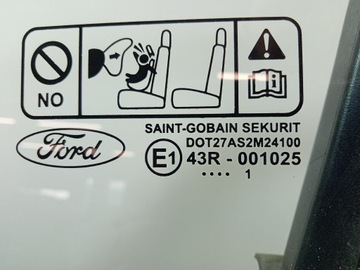 NO
Ford
SAINT-GOBAIN SEKURIT
DOT27AS2M24100
E1 43R - 001025
•••• 1